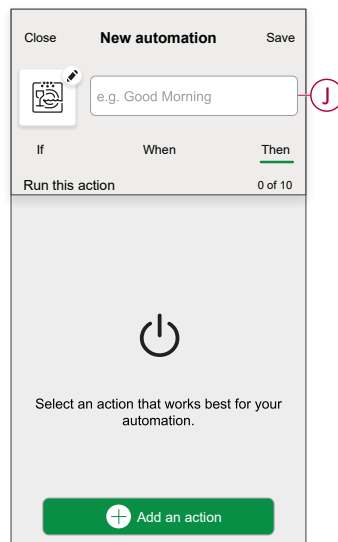 Close New automation Save
e.g. Good Morning
J
If When Then
Run this action 0 of 10
Select an action that works best for your
automation.
Add an action